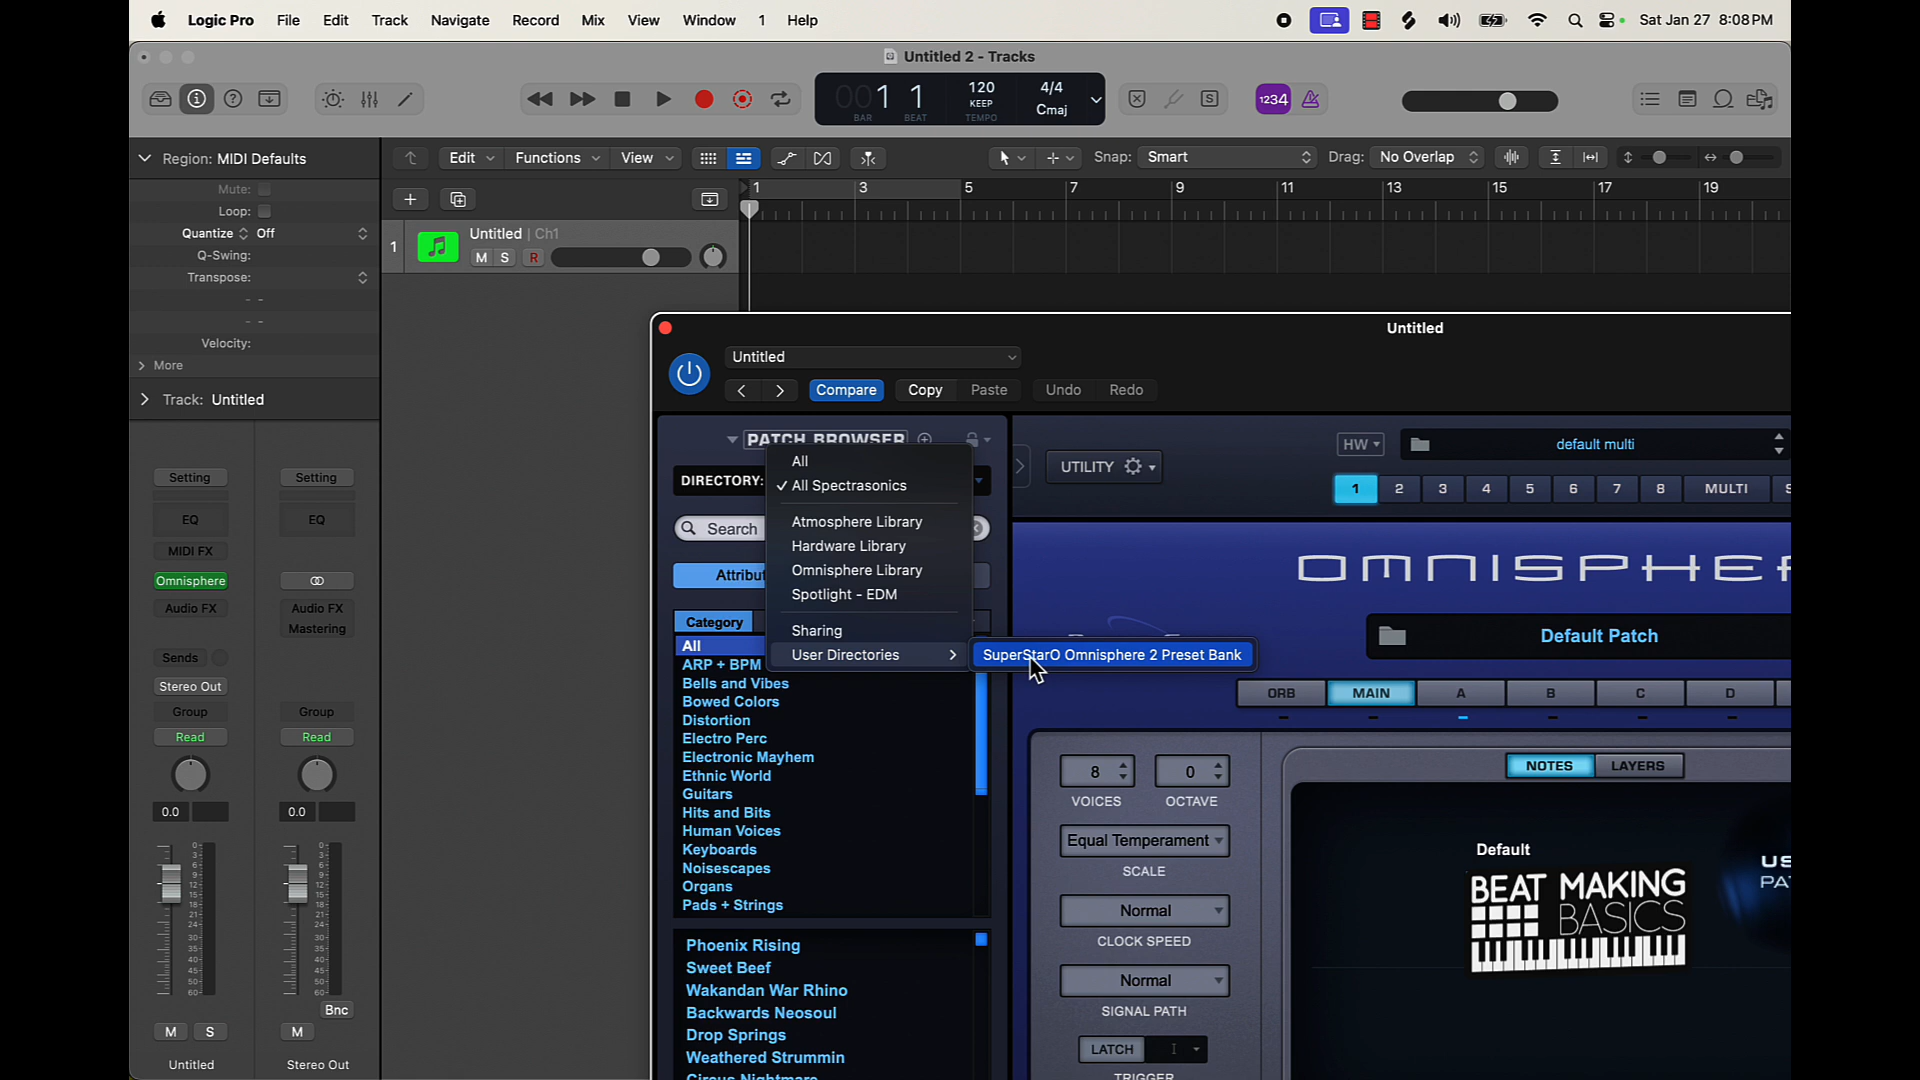 Logic Pro File Edit Track Navigate Record Mix View Window 1 Help Sat Jan 27 8:08 PM
Untitled 2 - Tracks
001 1 120 4/4
KEEP Cmaj
BAR BEAT TEMPO
1234
Region: MIDI Defaults
Edit Functions View Snap: Smart Drag: No Overlap
Mute:
Loop:
Quantize Off
Q-Swing:
Transpose:
- -
- -
Velocity:
More
Track: Untitled
1 3 5 7 9 11 13 15 17 19
1 Untitled | Ch1
M S R
Setting Setting
EQ EQ
MIDI FX
Omnisphere
Audio FX Audio FX
Mastering
Sends
Stereo Out
Group Group
Read Read
0.0 0.0
Bnc
M S M
Untitled Stereo Out
Untitled
Untitled
Compare Copy Paste Undo Redo
PATCH BROWSER
DIRECTORY:
Search
Attribu
Category
All
All Spectrasonics
Atmosphere Library
Hardware Library
Omnisphere Library
Spotlight - EDM
Sharing
User Directories
SuperStarO Omnisphere 2 Preset Bank
All
ARP + BPM
Bells and Vibes
Bowed Colors
Distortion
Electro Perc
Electronic Mayhem
Ethnic World
Guitars
Hits and Bits
Human Voices
Keyboards
Noisescapes
Organs
Pads + Strings
Phoenix Rising
Sweet Beef
Wakandan War Rhino
Backwards Neosoul
Drop Springs
Weathered Strummin
Circus Nightmare
UTILITY
HW default multi
1 2 3 4 5 6 7 8 MULTI S
OMNISPHER
Default Patch
ORB MAIN A B C D
8 0
VOICES OCTAVE
Equal Temperament
SCALE
Normal
CLOCK SPEED
Normal
SIGNAL PATH
LATCH
TRIGGER
NOTES LAYERS
Default
US
PA
BEAT MAKING
BASICS